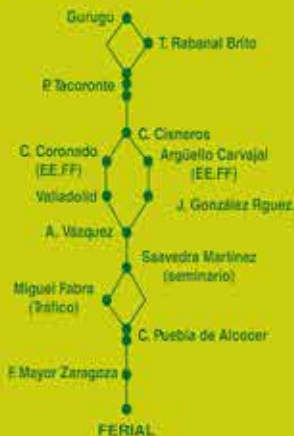 Gurugú
T. Rabanal Brito
P. Tacoronte
C. Cisneros
C. Coronado
(EE.FF)
Argüello Carvajal
(EE.FF)
Valladolid
J. González Rguez.
A. Vázquez
Saavedra Martínez
(seminario)
Miguel Fabra
(Tráfico)
C. Puebla de Alcocer
F. Mayor Zaragoza
FERIAL